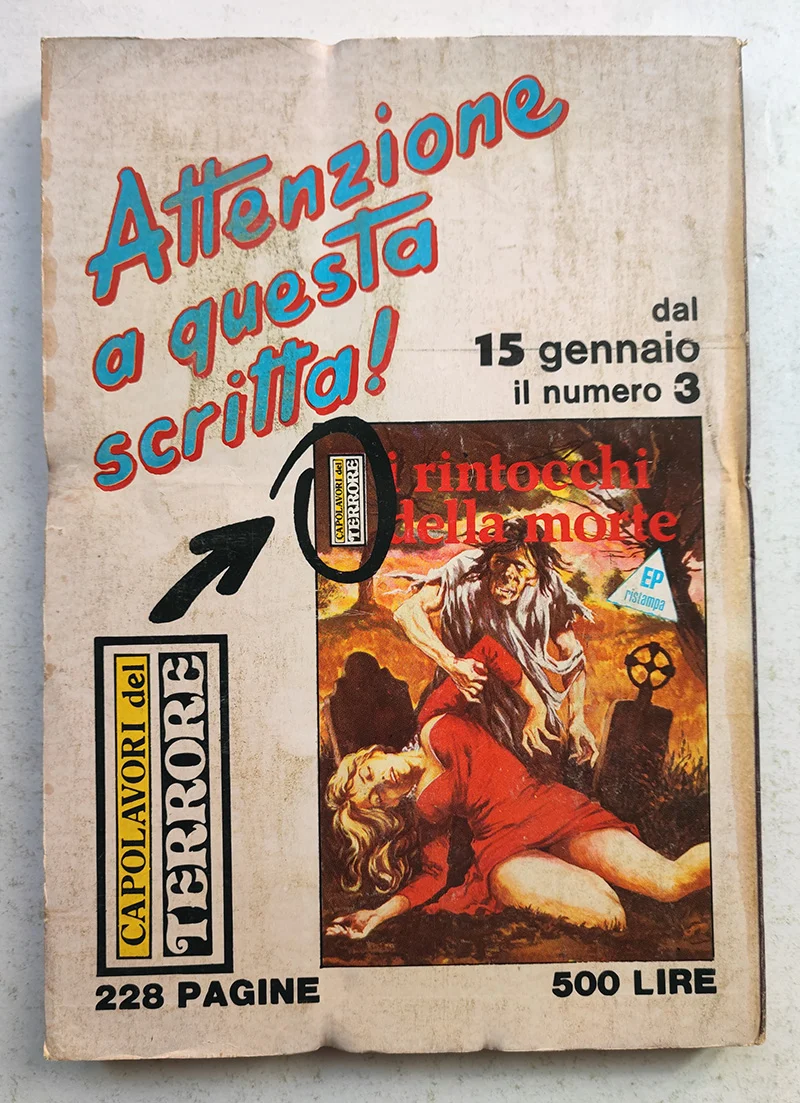 Attenzione
a questa
scritta!
dal
15 gennaio
il numero 3
CAPOLAVORI del
TERRORE
i rintocchi
della morte
EP
ristampa
CAPOLAVORI del
TERRORE
228 PAGINE
500 LIRE